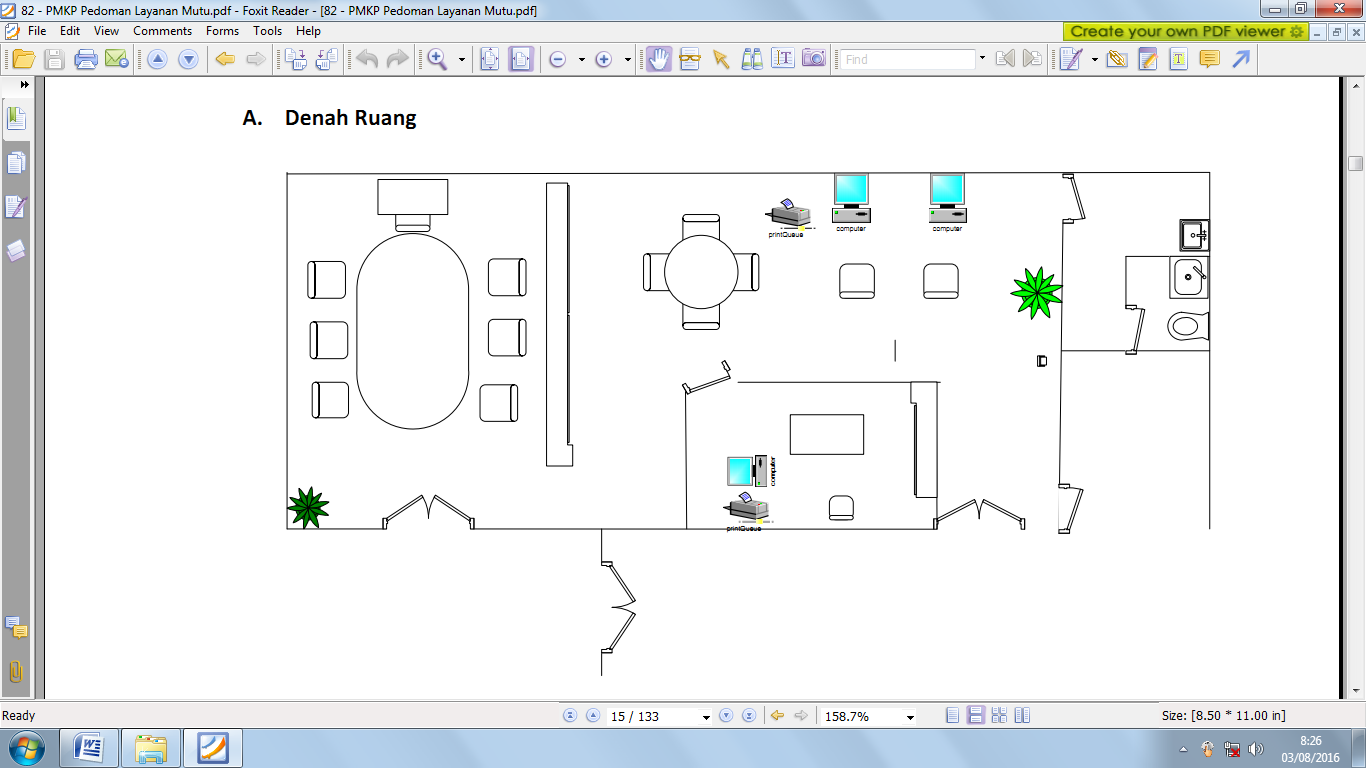 82 - PMKP Pedoman Layanan Mutu.pdf - Foxit Reader - [82 - PMKP Pedoman Layanan Mutu.pdf]
File Edit View Comments Forms Tools Help
Create your own PDF viewer
Find
A. Denah Ruang
printQueue
computer
computer
computer
printQueue
Ready
15 / 133
158.7%
Size: [8.50 * 11.00 in]
8:26
03/08/2016